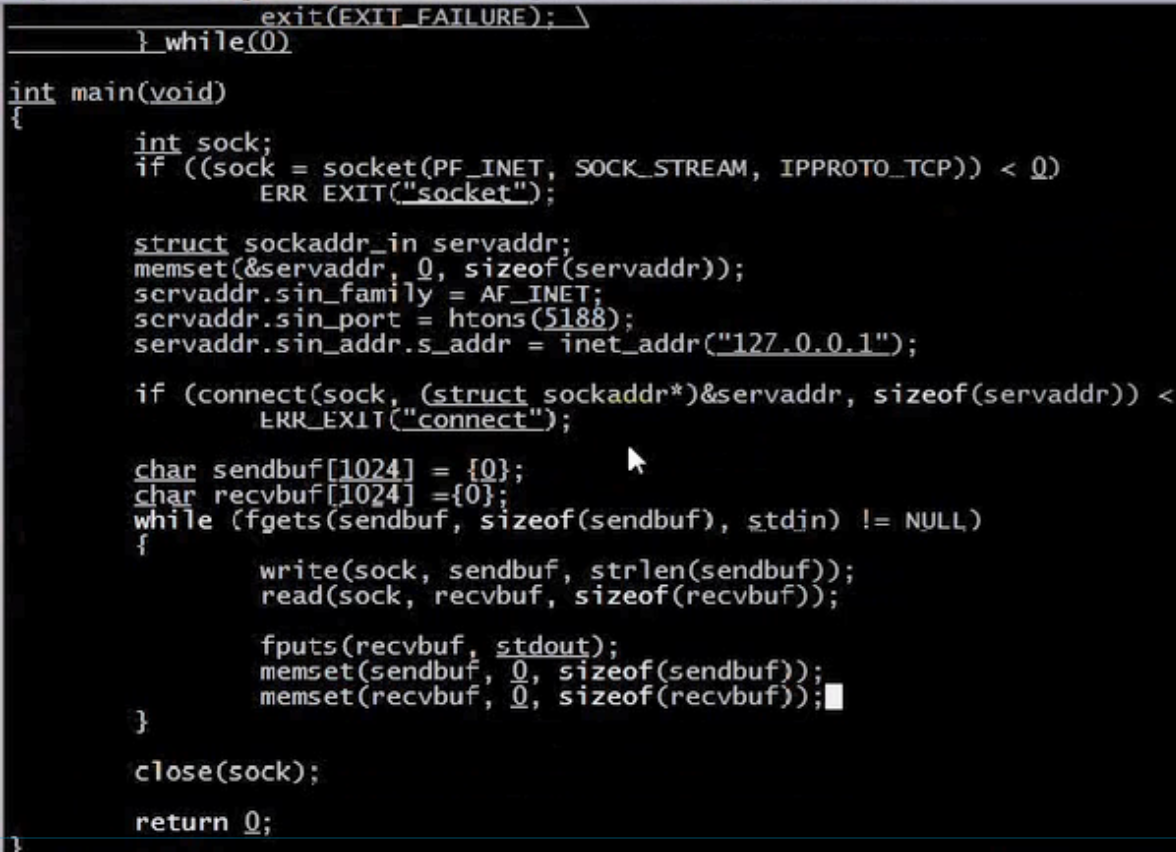 exit(EXIT_FAILURE); \
} while(0)
int main(void)
{
int sock;
if ((sock = socket(PF_INET, SOCK_STREAM, IPPROTO_TCP)) < 0)
ERR_EXIT("socket");
struct sockaddr_in servaddr;
memset(&servaddr, 0, sizeof(servaddr));
servaddr.sin_family = AF_INET;
servaddr.sin_port = htons(5188);
servaddr.sin_addr.s_addr = inet_addr("127.0.0.1");
if (connect(sock, (struct sockaddr*)&servaddr, sizeof(servaddr)) <
ERR_EXIT("connect");
char sendbuf[1024] = {0};
char recvbuf[1024] ={0};
while (fgets(sendbuf, sizeof(sendbuf), stdin) != NULL)
{
write(sock, sendbuf, strlen(sendbuf));
read(sock, recvbuf, sizeof(recvbuf));
fputs(recvbuf, stdout);
memset(sendbuf, 0, sizeof(sendbuf));
memset(recvbuf, 0, sizeof(recvbuf));
}
close(sock);
return 0;
}